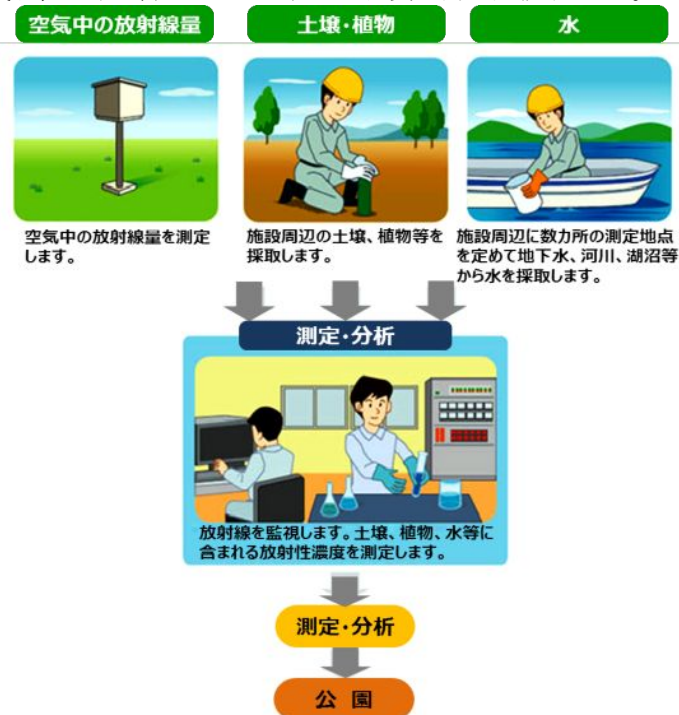 空気中の放射線量
土壌・植物
水
空気中の放射線量を測定
します。
施設周辺の土壌、植物等を
採取します。
施設周辺に数カ所の測定地点
を定めて地下水、河川、湖沼等
から水を採取します。
測定・分析
放射線を監視します。土壌、植物、水等に
含まれる放射性濃度を測定します。
測定・分析
公 園